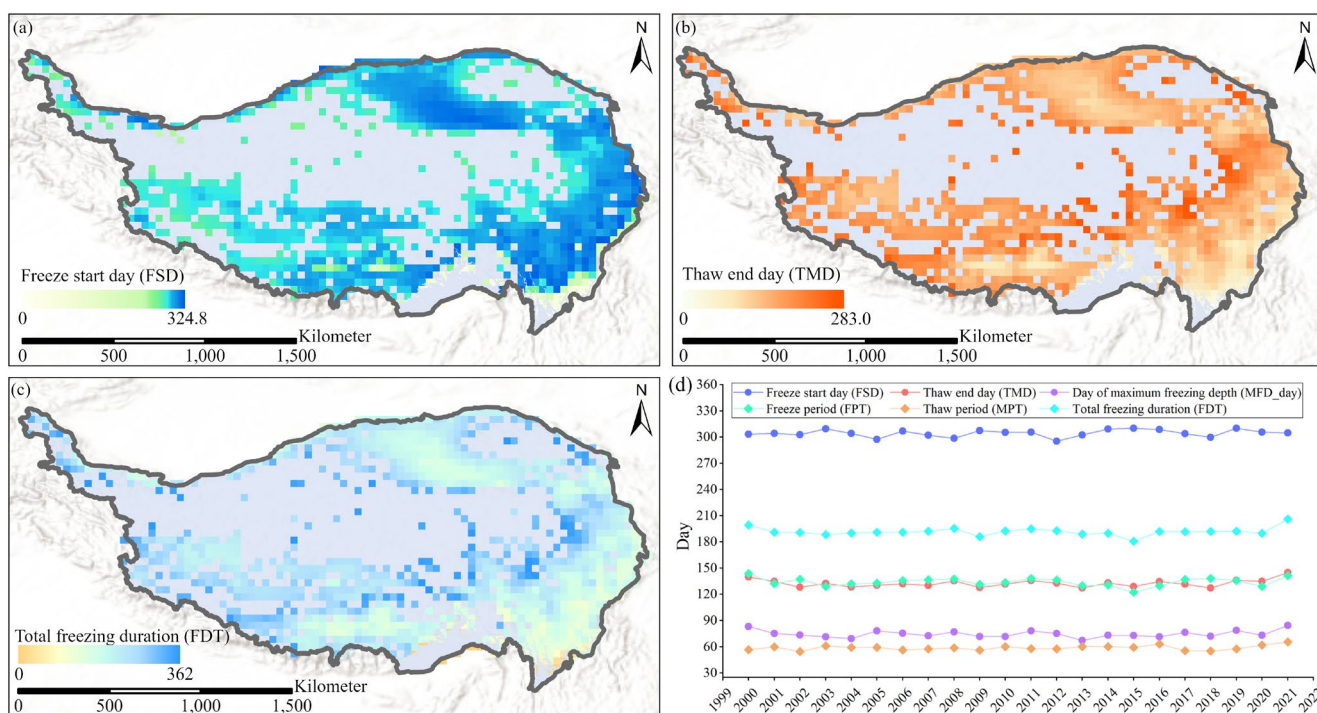 (a)
N
Freeze start day (FSD)
0 324.8
Kilometer
0 500 1,000 1,500
(b)
N
Thaw end day (TMD)
0 283.0
Kilometer
0 500 1,000 1,500
(c)
N
Total freezing duration (FDT)
0 362
Kilometer
0 500 1,000 1,500
(d)
Freeze start day (FSD) Thaw end day (TMD) Day of maximum freezing depth (MFD_day)
Freeze period (FPT) Thaw period (MPT) Total freezing duration (FDT)
Day
360
330
300
270
240
210
180
150
120
90
60
30
1999 2000 2001 2002 2003 2004 2005 2006 2007 2008 2009 2010 2011 2012 2013 2014 2015 2016 2017 2018 2019 2020 2021